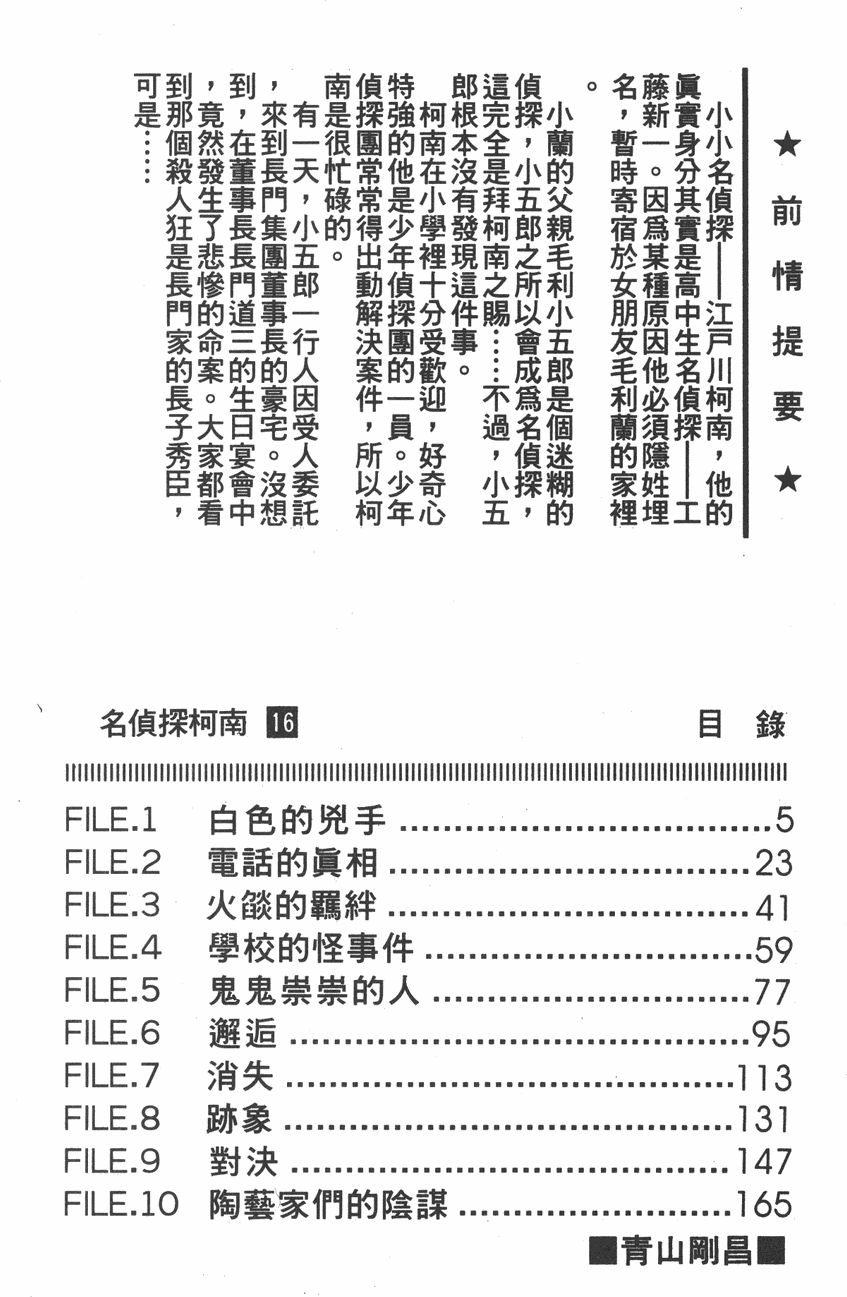 ★前情提要★
小小名偵探——江戶川柯南，他的
眞實身分其實是高中生名偵探——工
藤新一。因爲某種原因他必須隱姓埋
名，暫時寄宿於女朋友毛利蘭的家裡
。
小蘭的父親毛利小五郎是個迷糊的
偵探，小五郎之所以會成爲名偵探，
這完全是拜柯南之賜……不過，小五
郎根本沒有發現這件事。
柯南在小學裡十分受歡迎，好奇心
特強的他是少年偵探團的一員。少年
偵探團常常得出動解決案件，所以柯
南是很忙碌的。
有一天，小五郎一行人因受人委託
，來到長門集團董事長的豪宅。沒想
到，在董事長長門道三的生日宴會中
，竟然發生了悲慘的命案。大家都看
到那個殺人狂是長門家的長子秀臣，
可是……
名偵探柯南 16 目錄
FILE.1 白色的兇手 ........................ 5
FILE.2 電話的眞相 ........................ 23
FILE.3 火燄的羈絆 ........................ 41
FILE.4 學校的怪事件 ........................ 59
FILE.5 鬼鬼崇崇的人 ........................ 77
FILE.6 邂逅 ........................ 95
FILE.7 消失 ........................ 113
FILE.8 跡象 ........................ 131
FILE.9 對決 ........................ 147
FILE.10 陶藝家們的陰謀 ........................ 165
■青山剛昌■